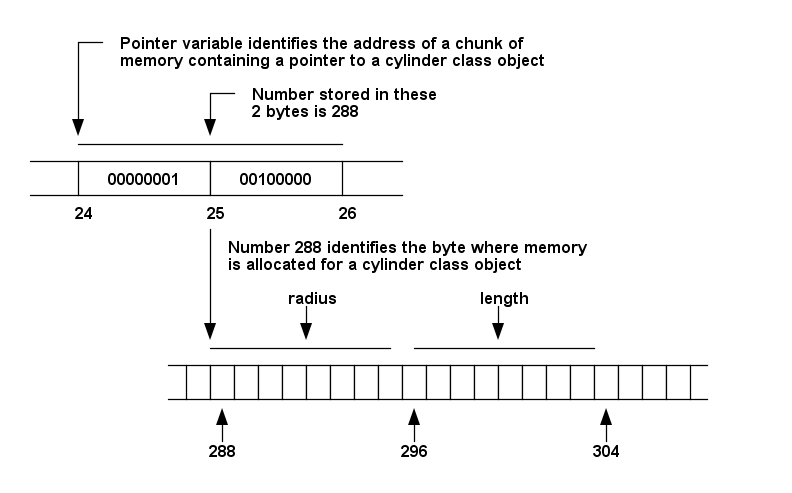 Pointer variable identifies the address of a chunk of
memory containing a pointer to a cylinder class object
Number stored in these
2 bytes is 288
00000001 00100000
24 25 26
Number 288 identifies the byte where memory
is allocated for a cylinder class object
radius length
288 296 304